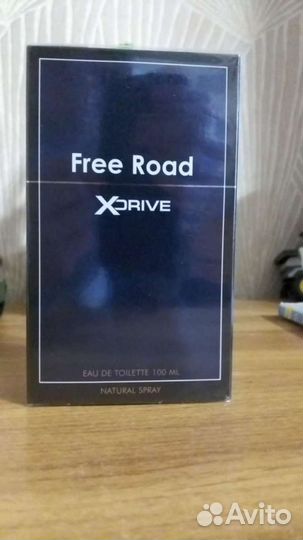 Free Road
XDRIVE
EAU DE TOILETTE 100 ML
NATURAL SPRAY
Avito